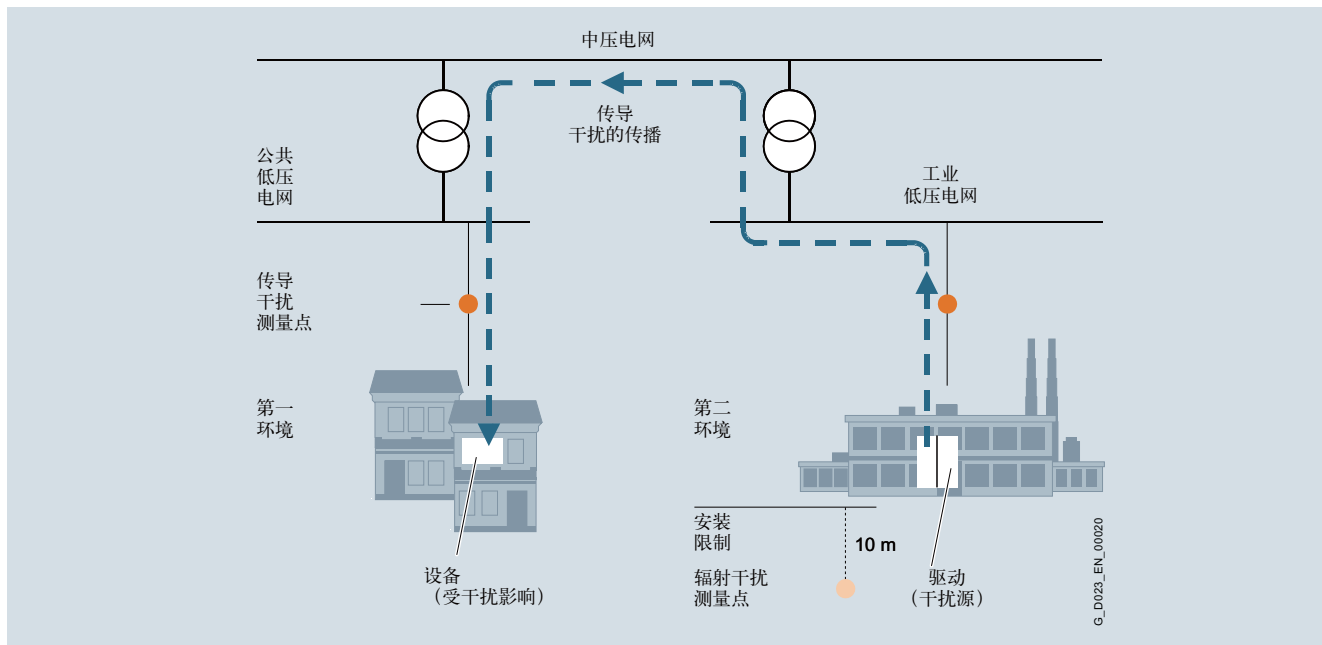 中压电网
传导
干扰的传播
公共
低压
电网
工业
低压电网
传导
干扰
测量点
第一
环境
第二
环境
安装
限制
10 m
辐射干扰
测量点
设备
（受干扰影响）
驱动
（干扰源）
G_D023_EN_00020